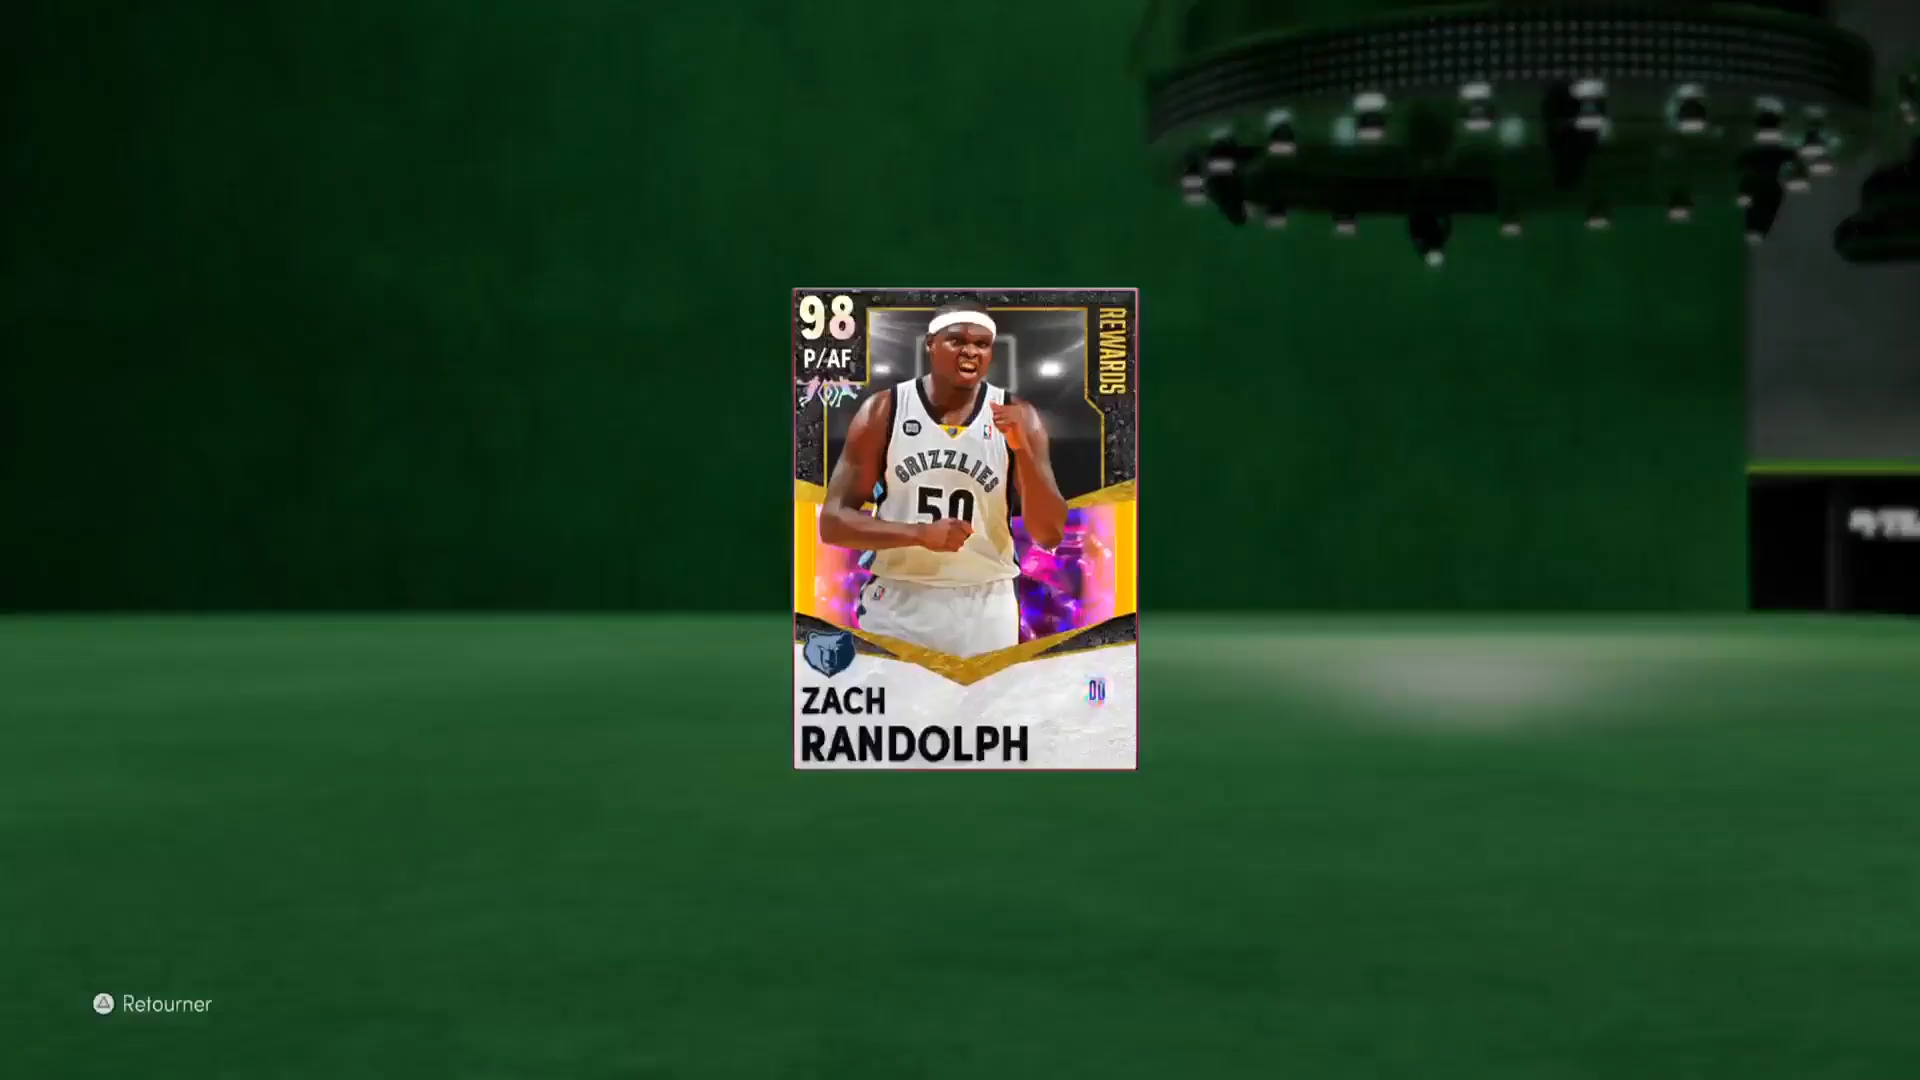 98
P/AF
REWARDS
GRIZZLIES
50
ZACH
RANDOLPH
Retourner